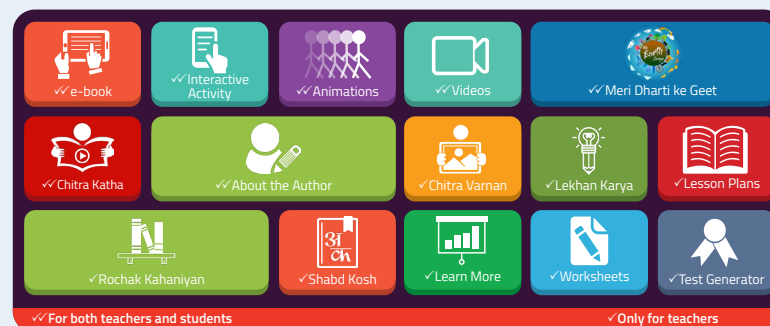 ✓✓e-book
✓✓Interactive
Activity
✓✓Animations
✓✓Videos
Earth
✓✓Meri Dharti ke Geet
✓✓Chitra Katha
✓✓About the Author
✓Chitra Varnan
✓Lekhan Karya
✓Lesson Plans
✓Rochak Kahaniyan
अ
क
✓Shabd Kosh
✓Learn More
✓Worksheets
✓Test Generator
✓✓For both teachers and students
✓Only for teachers